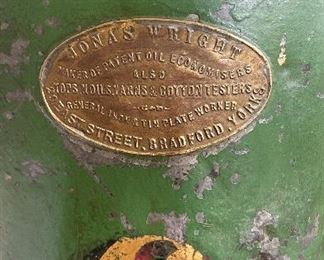 JONAS WRIGHT
MAKER OF PATENT OIL ECONOMISERS
ALSO
TOPS, NOILS, YARNS & COTTON TESTERS,
GENERAL IRON & TIN PLATE WORKER
EAST STREET, BRADFORD, YORKS